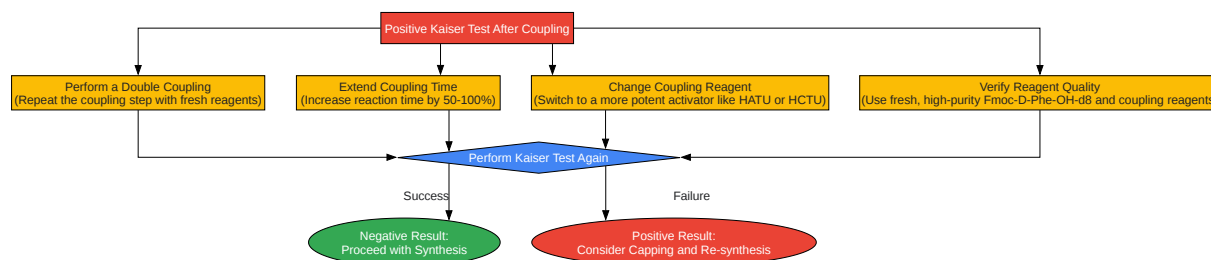 Positive Kaiser Test After Coupling
Perform a Double Coupling
(Repeat the coupling step with fresh reagents)
Extend Coupling Time
(Increase reaction time by 50-100%)
Change Coupling Reagent
(Switch to a more potent activator like HATU or HCTU)
Verify Reagent Quality
(Use fresh, high-purity Fmoc-D-Phe-OH-d8 and coupling reagents
Perform Kaiser Test Again
Success
Failure
Negative Result:
Proceed with Synthesis
Positive Result:
Consider Capping and Re-synthesis